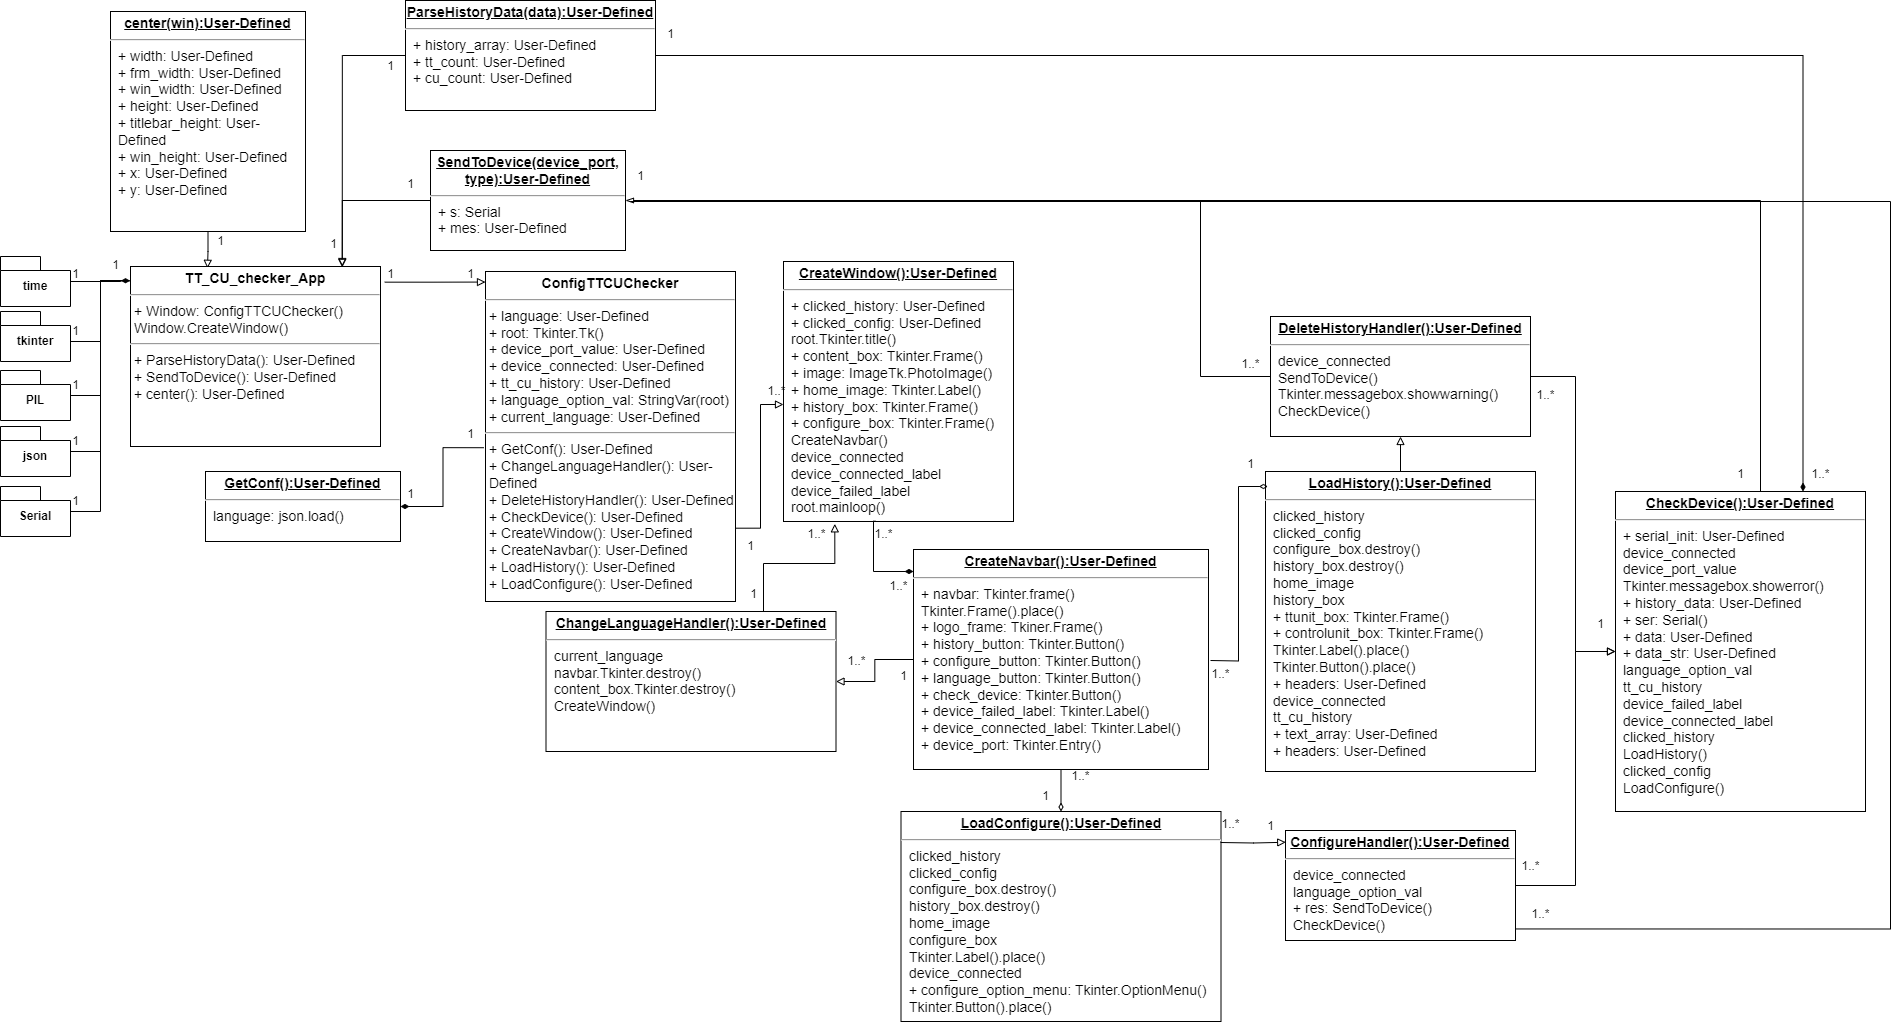 center(win):User-Defined
+ width: User-Defined
+ frm_width: User-Defined
+ win_width: User-Defined
+ height: User-Defined
+ titlebar_height: User-
Defined
+ win_height: User-Defined
+ x: User-Defined
+ y: User-Defined
1
ParseHistoryData(data):User-Defined
+ history_array: User-Defined
+ tt_count: User-Defined
+ cu_count: User-Defined
1
1
SendToDevice(device_port,
type):User-Defined
+ s: Serial
+ mes: User-Defined
1
1
1
time
1
tkinter
1
PIL
1
json
1
Serial
1
1
TT_CU_checker_App
+ Window: ConfigTTCUChecker()
Window.CreateWindow()
+ ParseHistoryData(): User-Defined
+ SendToDevice(): User-Defined
+ center(): User-Defined
1
1
GetConf():User-Defined
language: json.load()
1
1
ConfigTTCUChecker
+ language: User-Defined
+ root: Tkinter.Tk()
+ device_port_value: User-Defined
+ device_connected: User-Defined
+ tt_cu_history: User-Defined
+ language_option_val: StringVar(root)
+ current_language: User-Defined
+ GetConf(): User-Defined
+ ChangeLanguageHandler(): User-
Defined
+ DeleteHistoryHandler(): User-Defined
+ CheckDevice(): User-Defined
+ CreateWindow(): User-Defined
+ CreateNavbar(): User-Defined
+ LoadHistory(): User-Defined
+ LoadConfigure(): User-Defined
1
1..*
CreateWindow():User-Defined
+ clicked_history: User-Defined
+ clicked_config: User-Defined
root.Tkinter.title()
+ content_box: Tkinter.Frame()
+ image: ImageTk.PhotoImage()
+ home_image: Tkinter.Label()
+ history_box: Tkinter.Frame()
+ configure_box: Tkinter.Frame()
CreateNavbar()
device_connected
device_connected_label
device_failed_label
root.mainloop()
1..*
1..*
1
1..*
ChangeLanguageHandler():User-Defined
current_language
navbar.Tkinter.destroy()
content_box.Tkinter.destroy()
CreateWindow()
1..*
1
CreateNavbar():User-Defined
+ navbar: Tkinter.frame()
Tkinter.Frame().place()
+ logo_frame: Tkiner.Frame()
+ history_button: Tkinter.Button()
+ configure_button: Tkinter.Button()
+ language_button: Tkinter.Button()
+ check_device: Tkinter.Button()
+ device_failed_label: Tkinter.Label()
+ device_connected_label: Tkinter.Label()
+ device_port: Tkinter.Entry()
1..*
1..*
1
LoadConfigure():User-Defined
clicked_history
clicked_config
configure_box.destroy()
history_box.destroy()
home_image
configure_box
Tkinter.Label().place()
device_connected
+ configure_option_menu: Tkinter.OptionMenu()
Tkinter.Button().place()
1..*
1
DeleteHistoryHandler():User-Defined
device_connected
SendToDevice()
Tkinter.messagebox.showwarning()
CheckDevice()
1..*
1..*
1
LoadHistory():User-Defined
clicked_history
clicked_config
configure_box.destroy()
history_box.destroy()
home_image
history_box
+ ttunit_box: Tkinter.Frame()
+ controlunit_box: Tkinter.Frame()
Tkinter.Label().place()
Tkinter.Button().place()
+ headers: User-Defined
device_connected
tt_cu_history
+ text_array: User-Defined
+ headers: User-Defined
ConfigureHandler():User-Defined
device_connected
language_option_val
+ res: SendToDevice()
CheckDevice()
1..*
1..*
1
1
1..*
CheckDevice():User-Defined
+ serial_init: User-Defined
device_connected
device_port_value
Tkinter.messagebox.showerror()
+ history_data: User-Defined
+ ser: Serial()
+ data: User-Defined
+ data_str: User-Defined
language_option_val
tt_cu_history
device_failed_label
device_connected_label
clicked_history
LoadHistory()
clicked_config
LoadConfigure()